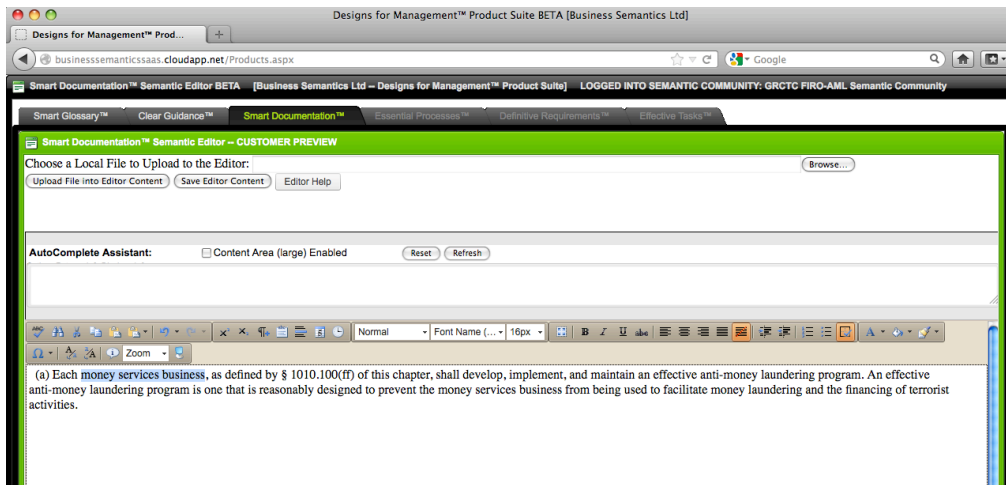 Designs for Management™ Product Suite BETA [Business Semantics Ltd]
Designs for Management™ Prod...
businesssemanticssaas.cloudapp.net/Products.aspx
Google
Smart Documentation™ Semantic Editor BETA [Business Semantics Ltd -- Designs for Management™ Product Suite] LOGGED INTO SEMANTIC COMMUNITY: GRCTC FIRO-AML Semantic Community
Smart Glossary™ Clear Guidance™ Smart Documentation™ Essential Processes™ Definitive Requirements™ Effective Tasks™
Smart Documentation™ Semantic Editor -- CUSTOMER PREVIEW
Choose a Local File to Upload to the Editor: Browse...
Upload File into Editor Content Save Editor Content Editor Help
AutoComplete Assistant: Content Area (large) Enabled Reset Refresh
Normal Font Name (... 16px B I U abc A
Ω Zoom
(a) Each money services business, as defined by § 1010.100(ff) of this chapter, shall develop, implement, and maintain an effective anti-money laundering program. An effective
anti-money laundering program is one that is reasonably designed to prevent the money services business from being used to facilitate money laundering and the financing of terrorist
activities.